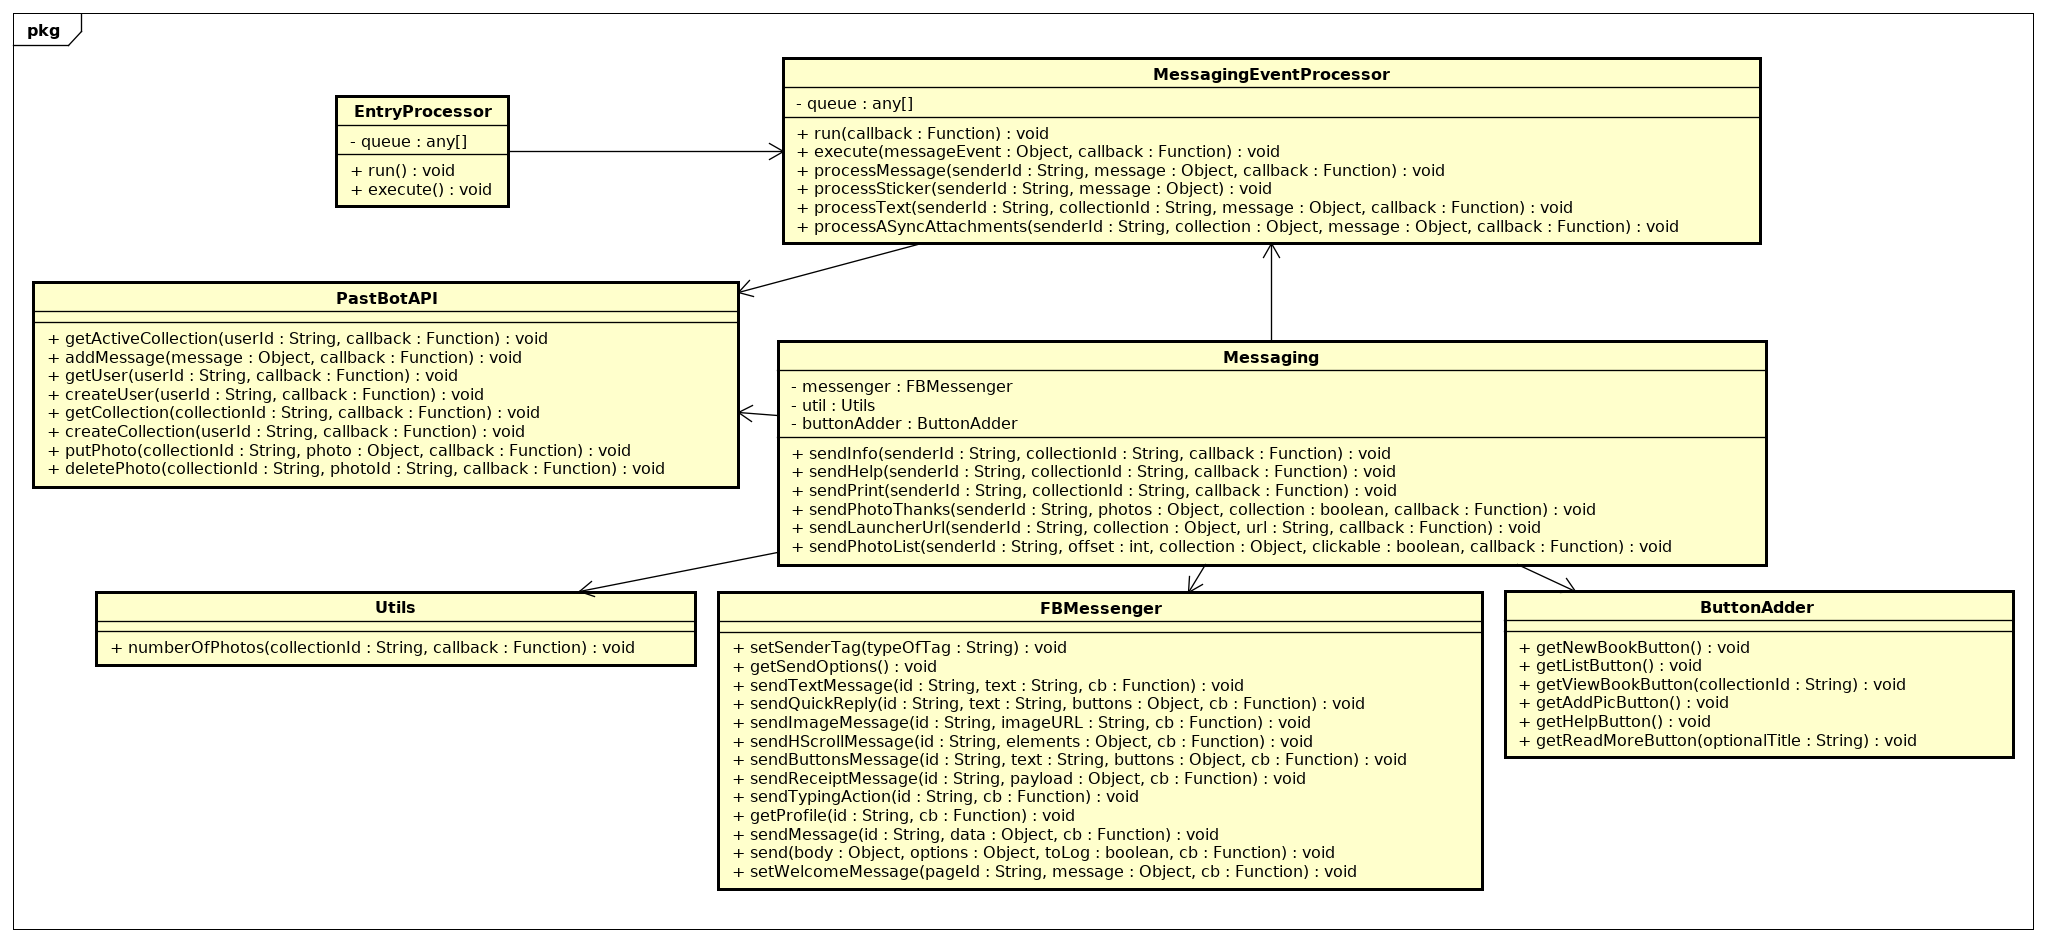 pkg
EntryProcessor
- queue : any[]
+ run() : void
+ execute() : void
MessagingEventProcessor
- queue : any[]
+ run(callback : Function) : void
+ execute(messageEvent : Object, callback : Function) : void
+ processMessage(senderId : String, message : Object, callback : Function) : void
+ processSticker(senderId : String, message : Object) : void
+ processText(senderId : String, collectionId : String, message : Object, callback : Function) : void
+ processASyncAttachments(senderId : String, collection : Object, message : Object, callback : Function) : void
PastBotAPI
+ getActiveCollection(userId : String, callback : Function) : void
+ addMessage(message : Object, callback : Function) : void
+ getUser(userId : String, callback : Function) : void
+ createUser(userId : String, callback : Function) : void
+ getCollection(collectionId : String, callback : Function) : void
+ createCollection(userId : String, callback : Function) : void
+ putPhoto(collectionId : String, photo : Object, callback : Function) : void
+ deletePhoto(collectionId : String, photoId : String, callback : Function) : void
Messaging
- messenger : FBMessenger
- util : Utils
- buttonAdder : ButtonAdder
+ sendInfo(senderId : String, collectionId : String, callback : Function) : void
+ sendHelp(senderId : String, collectionId : String, callback : Function) : void
+ sendPrint(senderId : String, collectionId : String, callback : Function) : void
+ sendPhotoThanks(senderId : String, photos : Object, collection : boolean, callback : Function) : void
+ sendLauncherUrl(senderId : String, collection : Object, url : String, callback : Function) : void
+ sendPhotoList(senderId : String, offset : int, collection : Object, clickable : boolean, callback : Function) : void
Utils
+ numberOfPhotos(collectionId : String, callback : Function) : void
FBMessenger
+ setSenderTag(typeOfTag : String) : void
+ getSendOptions() : void
+ sendTextMessage(id : String, text : String, cb : Function) : void
+ sendQuickReply(id : String, text : String, buttons : Object, cb : Function) : void
+ sendImageMessage(id : String, imageURL : String, cb : Function) : void
+ sendHScrollMessage(id : String, elements : Object, cb : Function) : void
+ sendButtonsMessage(id : String, text : String, buttons : Object, cb : Function) : void
+ sendReceiptMessage(id : String, payload : Object, cb : Function) : void
+ sendTypingAction(id : String, cb : Function) : void
+ getProfile(id : String, cb : Function) : void
+ sendMessage(id : String, data : Object, cb : Function) : void
+ send(body : Object, options : Object, toLog : boolean, cb : Function) : void
+ setWelcomeMessage(pageId : String, message : Object, cb : Function) : void
ButtonAdder
+ getNewBookButton() : void
+ getListButton() : void
+ getViewBookButton(collectionId : String) : void
+ getAddPicButton() : void
+ getHelpButton() : void
+ getReadMoreButton(optionalTitle : String) : void